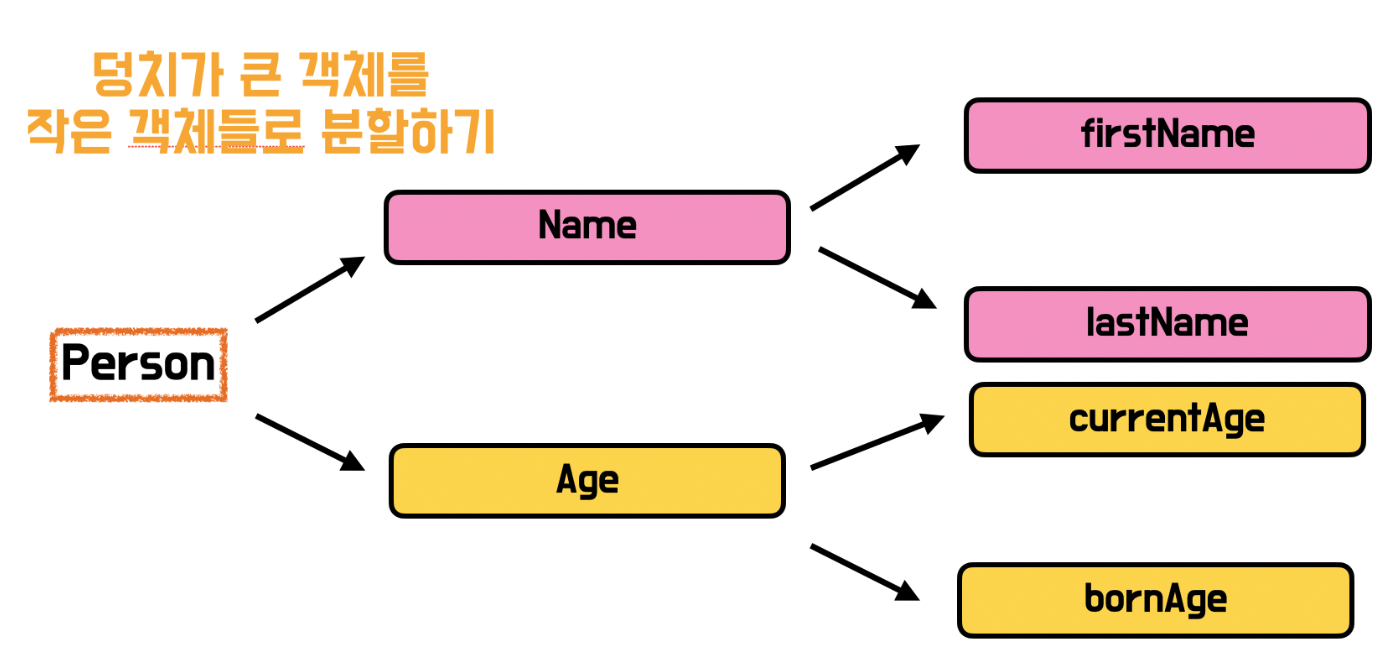 덩치가 큰 객체를
작은 객체들로 분할하기
firstName
Name
lastName
Person
currentAge
Age
bornAge